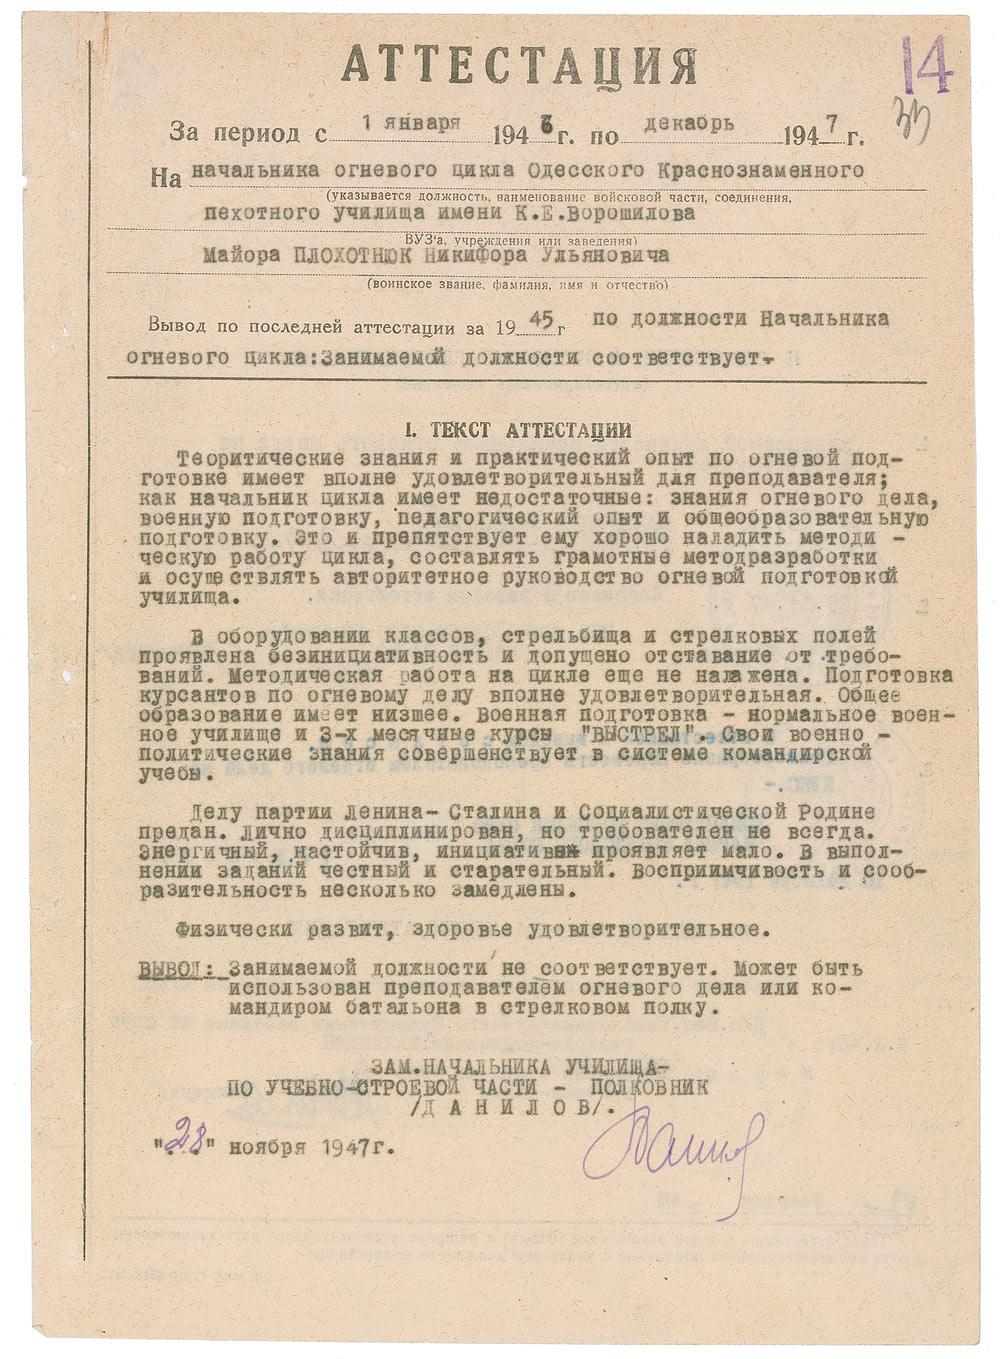 АТТЕСТАЦИЯ
14
За период с 1 января 1946 г. по декабрь 1947 г.
На начальника огневого цикла Одесского Краснознаменного
(указывается должность, наименование войсковой части, соединения,
пехотного училища имени К.Е.Ворошилова
ВУЗ'а, учреждения или заведения)
Майора ПЛОХОТНЮК Никифора Ульяновича
(воинское звание, фамилия, имя и отчество)
Вывод по последней аттестации за 1945 г по должности Начальника
огневого цикла:Занимаемой должности соответствует.-
I. ТЕКСТ АТТЕСТАЦИИ
Теоритические знания и практический опыт по огневой под-
готовке имеет вполне удовлетворительный для преподавателя;
как начальник цикла имеет недостаточные: знания огневого дела,
военную подготовку, педагогический опыт и общеобразовательную
подготовку. Это и препятствует ему хорошо наладить методи -
ческую работу цикла, составлять грамотные методразработки
и осуществлять авторитетное руководство огневой подготовкой
училища.
В оборудовании классов, стрельбища и стрелковых полей
проявлена безинициативность и допущено отставание от требо-
ваний. Методическая работа на цикле еще не налажена. Подготовка
курсантов по огневому делу вполне удовлетворительная. Общее
образование имеет низшее. Военная подготовка - нормальное воен-
ное училище и 3-х месячные курсы "ВЫСТРЕЛ". Свои военно -
политические знания совершенствует в системе командирской
учебы.
Делу партии Ленина- Сталина и Социалистической Родине
предан. Лично дисциплинирован, но требователен не всегда.
Энергичный, настойчив, инициативы проявляет мало. В выпол-
нении заданий честный и старательный. Восприимчивость и сооб-
разительность несколько замедлены.
Физически развит, здоровье удовлетворительное.
ВЫВОД: Занимаемой должности не соответствует. Может быть
использован преподавателем огневого дела или ко-
мандиром батальона в стрелковом полку.
ЗАМ.НАЧАЛЬНИКА УЧИЛИЩА-
ПО УЧЕБНО-СТРОЕВОЙ ЧАСТИ - ПОЛКОВНИК
/Д А Н И Л О В/.
"28" ноября 1947г.